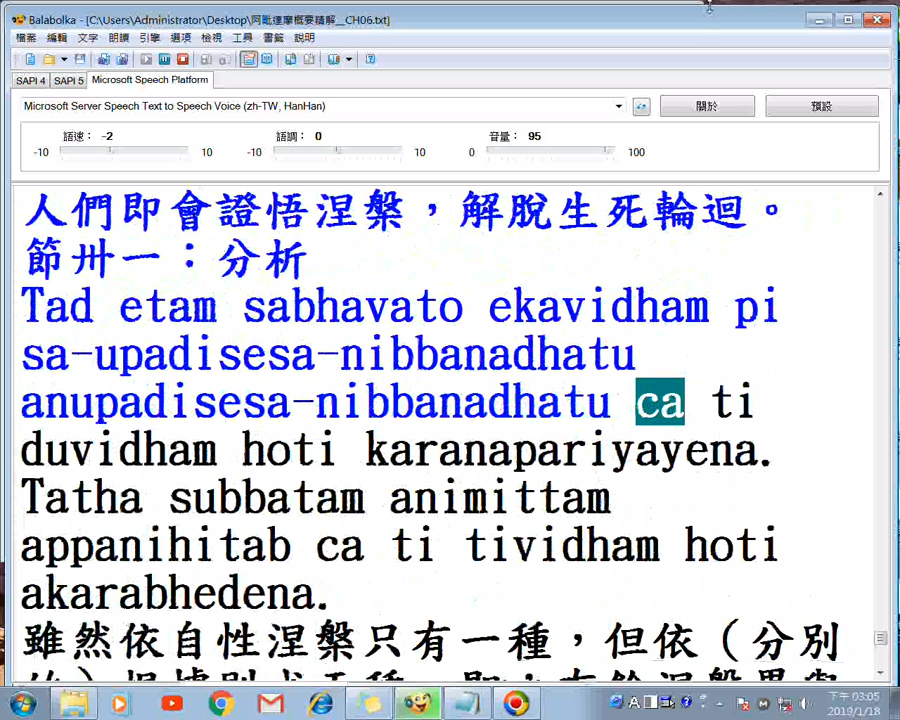 Balabolka - [C:\Users\Administrator\Desktop\阿毗達摩概要精解__CH06.txt]
檔案 編輯 文字 朗讀 引擎 選項 檢視 工具 書籤 說明
SAPI 4 SAPI 5 Microsoft Speech Platform
Microsoft Server Speech Text to Speech Voice (zh-TW, HanHan) 關於 預設
語速： -2 語調： 0 音量： 95
-10 10 -10 10 0 100
人們即會證悟涅槃，解脫生死輪迴。
節卅一：分析
Tad etam sabhavato ekavidham pi
sa-upadisesa-nibbanadhatu
anupadisesa-nibbanadhatu ca ti
duvidham hoti karanapariyayena.
Tatha subbatam animittam
appanihitab ca ti tividham hoti
akarabhedena.
雖然依自性涅槃只有一種，但依（分別
下午 03:05
2019/1/18